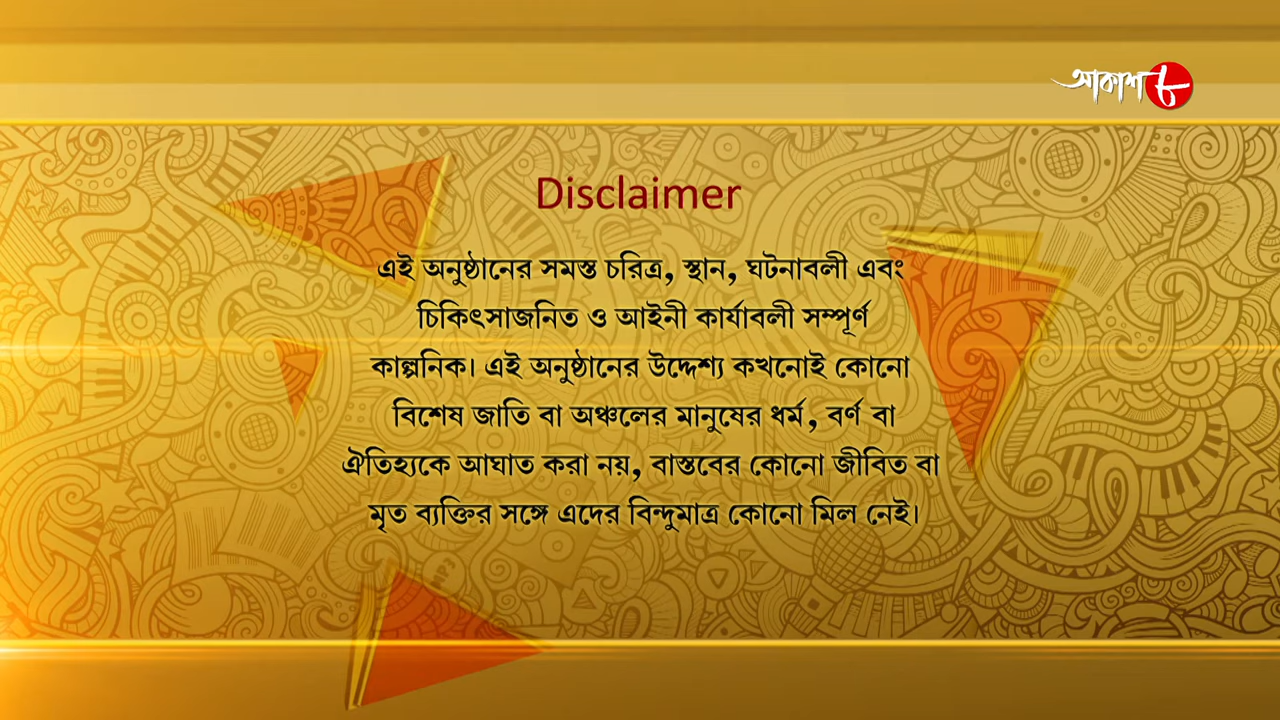 আকাশ ৮
Disclaimer
এই অনুষ্ঠানের সমস্ত চরিত্র, স্থান, ঘটনাবলী এবং
চিকিৎসাজনিত ও আইনী কার্যাবলী সম্পূর্ণ
কাল্পনিক। এই অনুষ্ঠানের উদ্দেশ্য কখনোই কোনো
বিশেষ জাতি বা অঞ্চলের মানুষের ধর্ম, বর্ণ বা
ঐতিহ্যকে আঘাত করা নয়, বাস্তবের কোনো জীবিত বা
মৃত ব্যক্তির সঙ্গে এদের বিন্দুমাত্র কোনো মিল নেই।